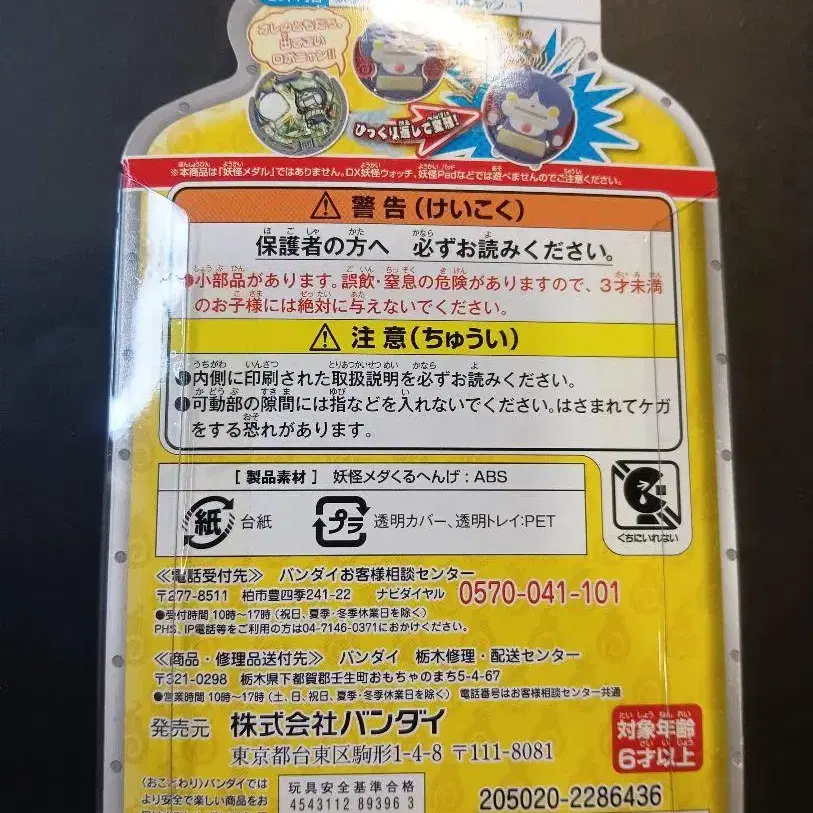 オレのともだち、
出てこい
ロボニャン!!
ひっくり返して変身!
※本商品は「妖怪メダル」ではありません。DX妖怪ウォッチ、妖怪Padなどでは遊べませんのでご注意ください。
警告(けいこく)
保護者の方へ 必ずお読みください。
●小部品があります。誤飲・窒息の危険がありますので、3才未満
のお子様には絶対に与えないでください。
注意(ちゅうい)
●内側に印刷された取扱説明を必ずお読みください。
●可動部の隙間には指などを入れないでください。はさまれてケガ
をする恐れがあります。
[製品素材] 妖怪メダくるへんげ:ABS
紙 台紙
プラ 透明カバー、透明トレイ:PET
くちにいれない
≪電話受付先≫ バンダイお客様相談センター
〒277-8511 柏市豊四季241-22 ナビダイヤル 0570-041-101
●受付時間 10時~17時(祝日、夏季・冬季休業日を除く)
PHS、IP電話等をご利用の方は04-7146-0371におかけください。
≪商品・修理品送付先≫ バンダイ 栃木修理・配送センター
〒321-0298 栃木県下都賀郡壬生町おもちゃのまち5-4-67
●営業時間 10時~17時(土、日、祝日、夏季・冬季休業日を除く) 電話番号はお客様相談センター共通
発売元 株式会社バンダイ
東京都台東区駒形1-4-8 〒111-8081
対象年齢
6才以上
〈おことわり〉バンダイでは
より安全で楽しい商品をお
玩具安全基準合格
4543112 89396 3
205020-2286436